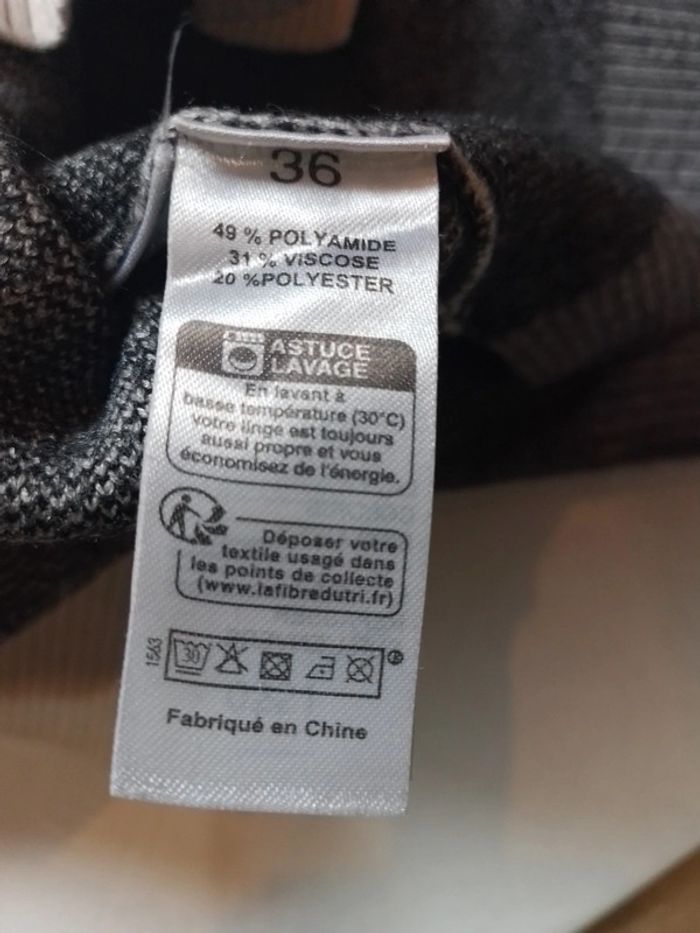 36
49 % POLYAMIDE
31 % VISCOSE
20 %POLYESTER
ASTUCE
LAVAGE
En lavant à
basse température (30°C)
votre linge est toujours
aussi propre et vous
économisez de l'énergie.
Déposer votre
textile usagé dans
les points de collecte
(www.lafibredutri.fr)
1563
30
Fabriqué en Chine